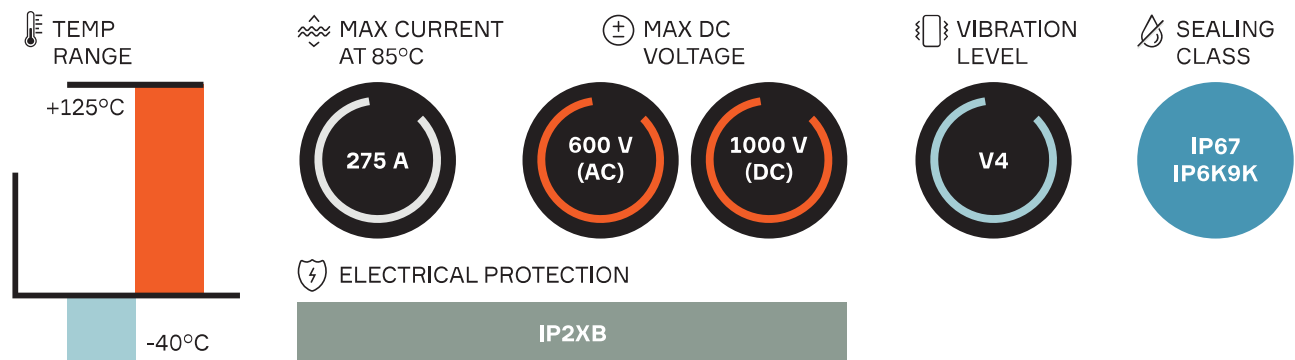 TEMP
RANGE
+125°C
-40°C
MAX CURRENT
AT 85°C
275 A
MAX DC
VOLTAGE
600 V
(AC)
1000 V
(DC)
VIBRATION
LEVEL
V4
SEALING
CLASS
IP67
IP6K9K
ELECTRICAL PROTECTION
IP2XB